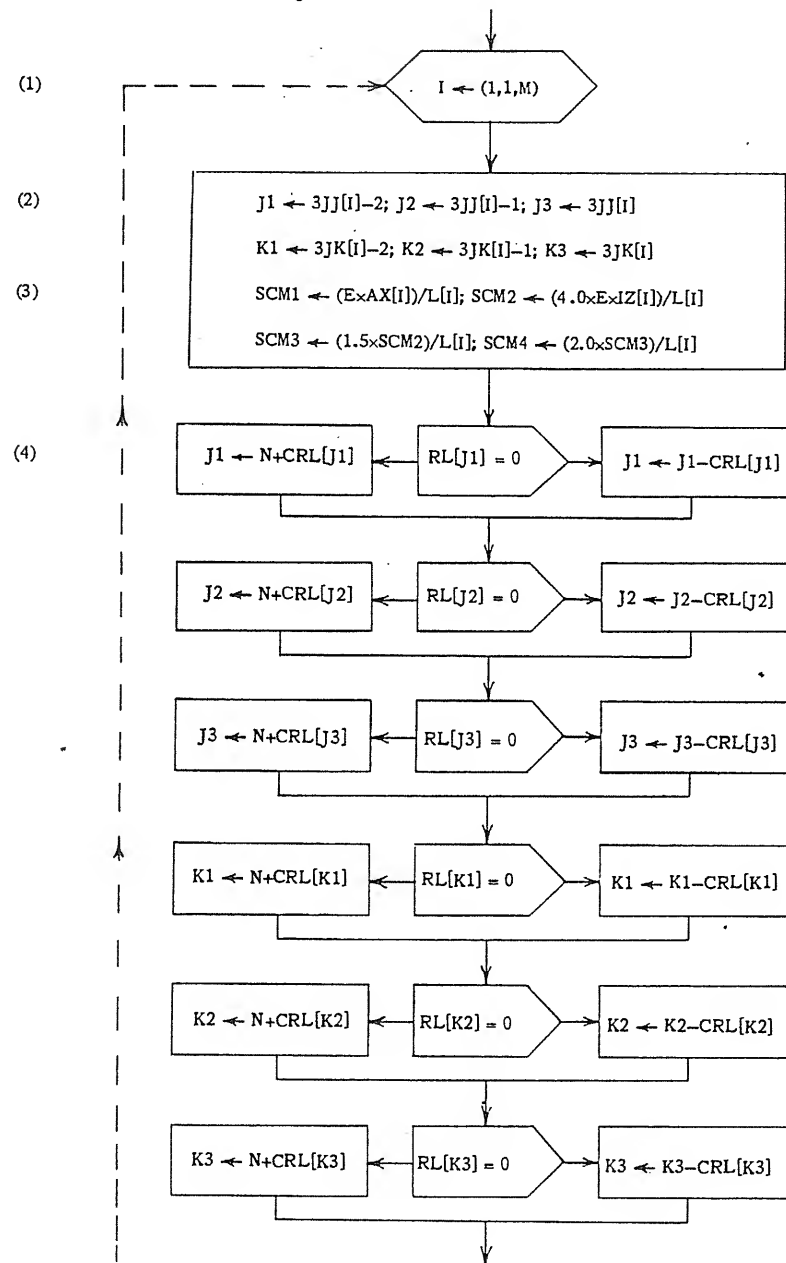 (1)
I ← (1,1,M)
(2)
J1 ← 3JJ[I]−2; J2 ← 3JJ[I]−1; J3 ← 3JJ[I]
K1 ← 3JK[I]−2; K2 ← 3JK[I]−1; K3 ← 3JK[I]
(3)
SCM1 ← (E×AX[I])/L[I]; SCM2 ← (4.0×E×IZ[I])/L[I]
SCM3 ← (1.5×SCM2)/L[I]; SCM4 ← (2.0×SCM3)/L[I]
(4)
J1 ← N+CRL[J1]
RL[J1] = 0
J1 ← J1−CRL[J1]
J2 ← N+CRL[J2]
RL[J2] = 0
J2 ← J2−CRL[J2]
J3 ← N+CRL[J3]
RL[J3] = 0
J3 ← J3−CRL[J3]
K1 ← N+CRL[K1]
RL[K1] = 0
K1 ← K1−CRL[K1]
K2 ← N+CRL[K2]
RL[K2] = 0
K2 ← K2−CRL[K2]
K3 ← N+CRL[K3]
RL[K3] = 0
K3 ← K3−CRL[K3]